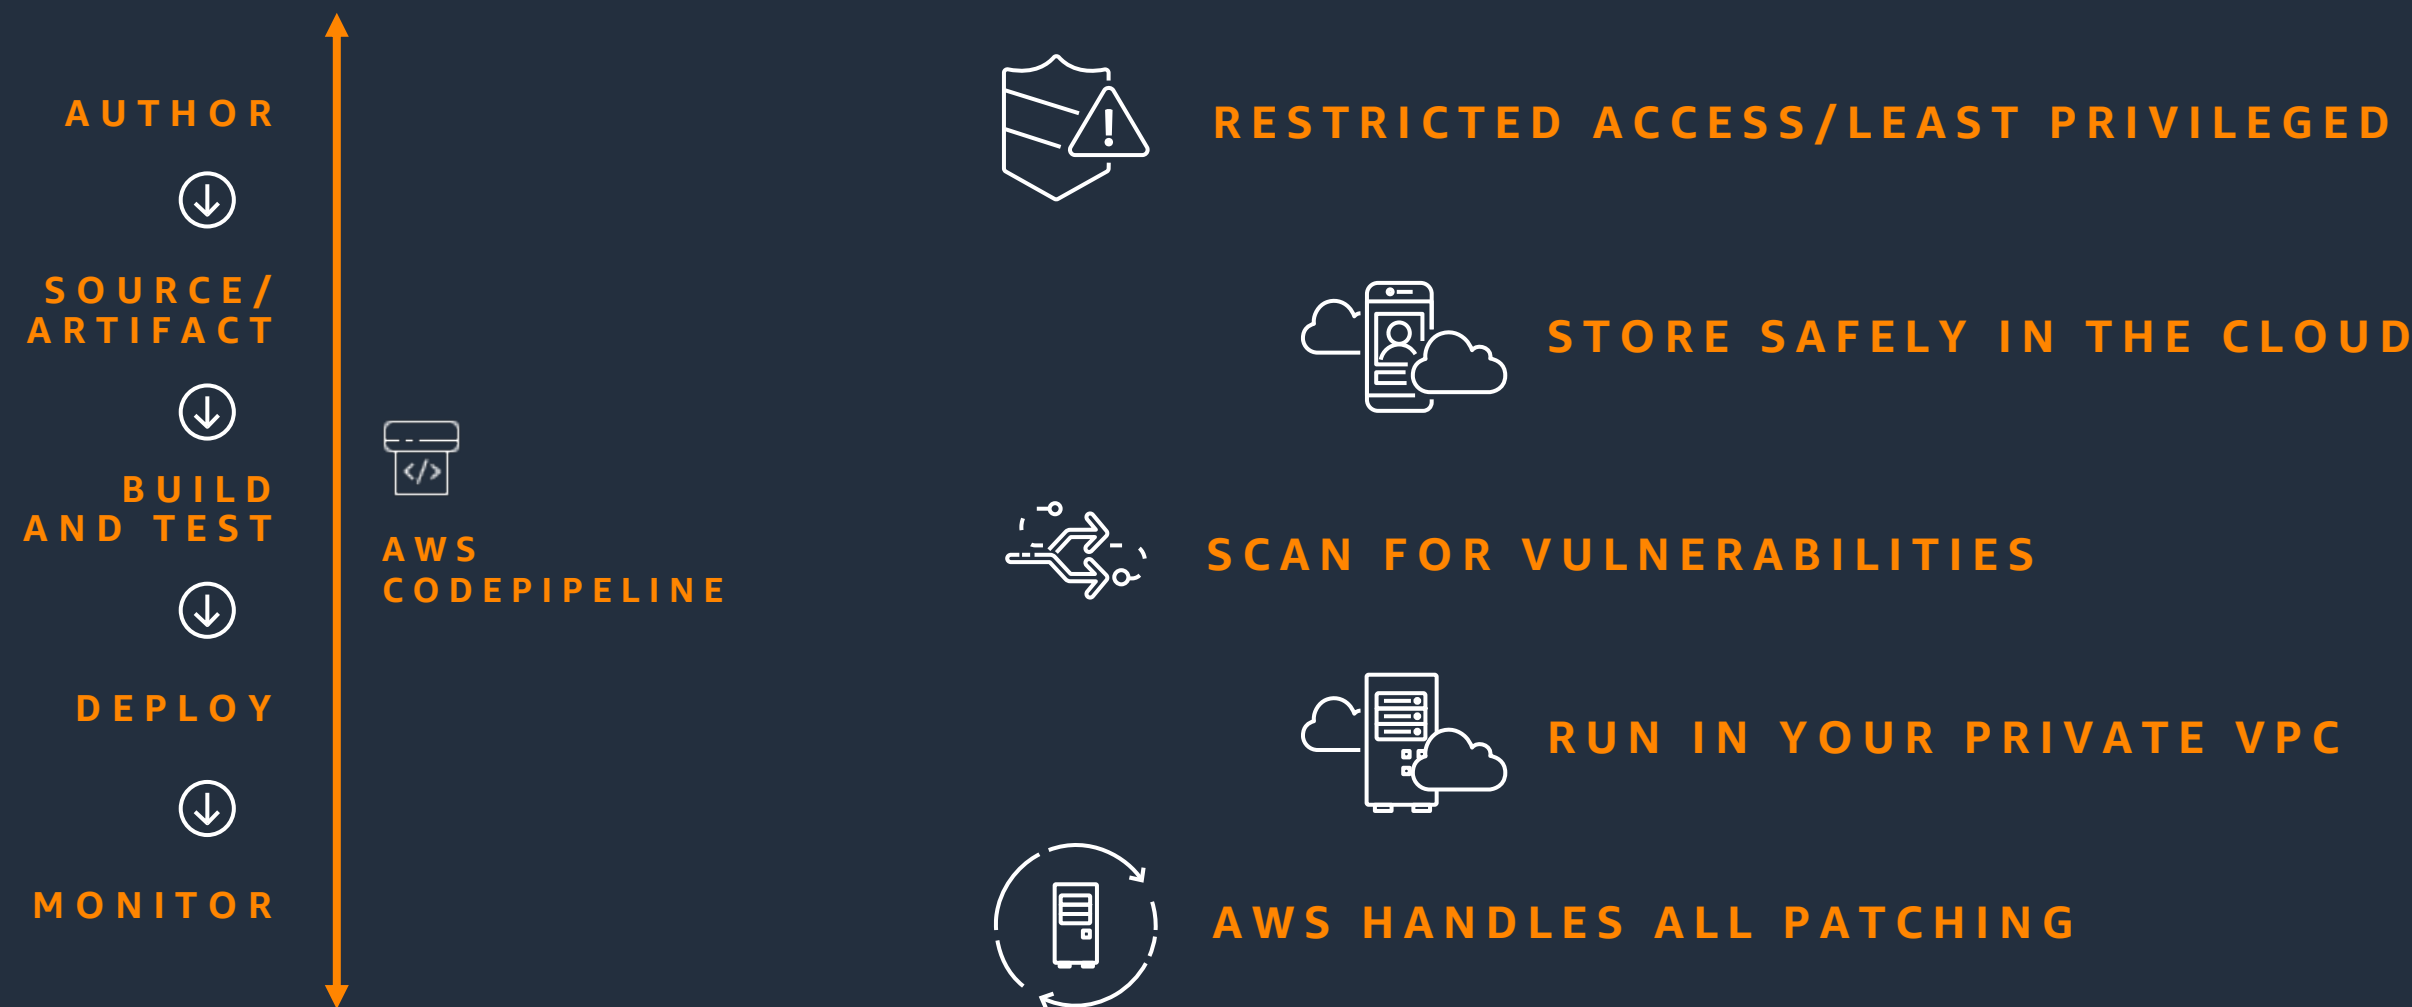 AUTHOR
SOURCE/
ARTIFACT
BUILD
AND TEST
DEPLOY
MONITOR
</>
AWS
CODEPIPELINE
RESTRICTED ACCESS/LEAST PRIVILEGED
STORE SAFELY IN THE CLOUD
SCAN FOR VULNERABILITIES
RUN IN YOUR PRIVATE VPC
AWS HANDLES ALL PATCHING